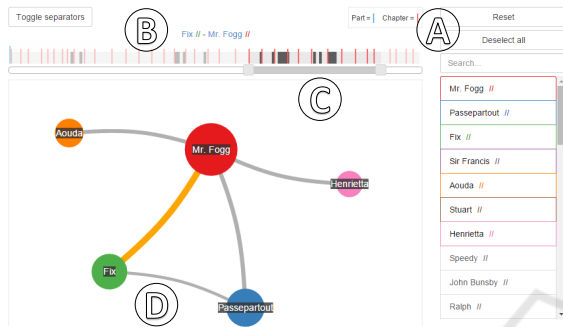 Toggle separators
B
Fix // - Mr. Fogg //
Part = | Chapter = |
A
Reset
Deselect all
Search...
C
Mr. Fogg //
Passepartout //
Fix //
Sir Francis //
Aouda //
Stuart //
Henrietta //
Speedy //
John Bunsby //
Ralph //
Aouda
Mr. Fogg
Henrietta
Fix
D
Passepartout